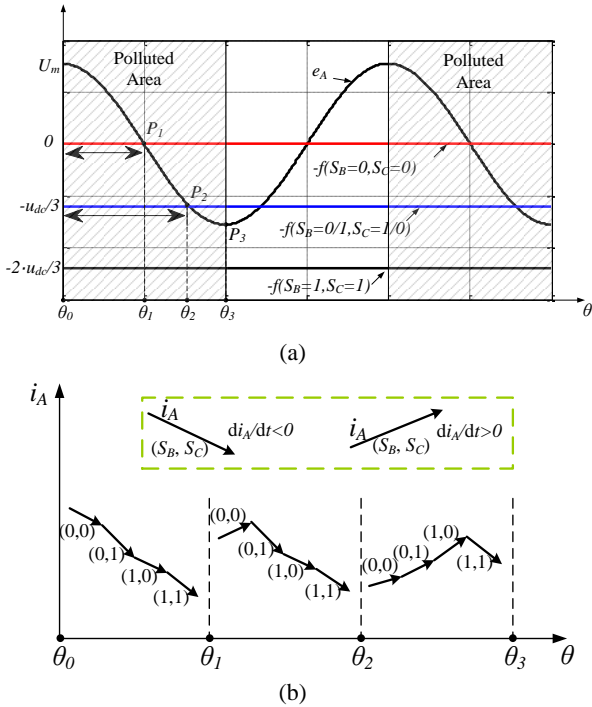 Polluted
Area
Polluted
Area
U_m
e_A
P_1
0
-f(S_B=0,S_C=0)
P_2
-u_dc/3
P_3
-f(S_B=0/1,S_C=1/0)
-2·u_dc/3
-f(S_B=1,S_C=1)
θ_0 θ_1 θ_2 θ_3 θ
(a)
i_A
i_A
di_A/dt<0
(S_B, S_C)
i_A
di_A/dt>0
(S_B, S_C)
(0,0)
(0,1)
(1,0)
(1,1)
(0,0)
(0,1)
(1,0)
(1,1)
(0,0)
(0,1)
(1,0)
(1,1)
θ_0 θ_1 θ_2 θ_3 θ
(b)